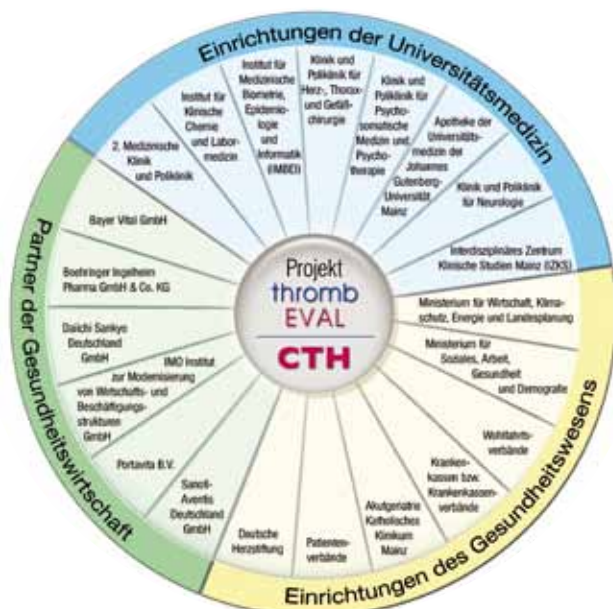 Einrichtungen der Universitätsmedizin
2. Medizinische
Klinik
und Poliklinik
Institut für
Klinische
Chemie und
und Labor-
medizin
Institut für
Medizinische
Biometrie,
Epidemio-
logie
und
Informatik
(IMBEI)
Klinik und
Poliklinik für
Herz-, Thorax-
und Gefäß-
chirurgie
Klinik und
Poliklinik für
Psycho-
somatische
Medizin und
Psycho-
therapie
Apotheke der
Universitäts-
medizin der
Johannes
Gutenberg-
Universität
Mainz
Klinik und Poliklinik
für Neurologie
Interdisziplinäres Zentrum
Klinische Studien Mainz (IZKS)
Einrichtungen des Gesundheitswesens
Ministerium für Wirtschaft, Klima-
schutz, Energie und Landesplanung
Ministerium für
Soziales, Arbeit,
Gesundheit
und Demografie
Wohlfahrts-
verbände
Kranken-
kassen bzw.
Krankenkassen-
verbände
Akutgeriatrie
Katholisches
Klinikum
Mainz
Patienten-
verbände
Deutsche
Herzstiftung
Partner der Gesundheitswirtschaft
Sanofi-
Aventis
Deutschland
GmbH
Portavita B.V.
IMO Institut
zur Modernisierung
von Wirtschafts- und
Beschäftigungs-
strukturen
GmbH
Daiichi Sankyo
Deutschland
GmbH
Boehringer Ingelheim
Pharma GmbH & Co. KG
Bayer Vital GmbH
Projekt
thromb
EVAL
CTH